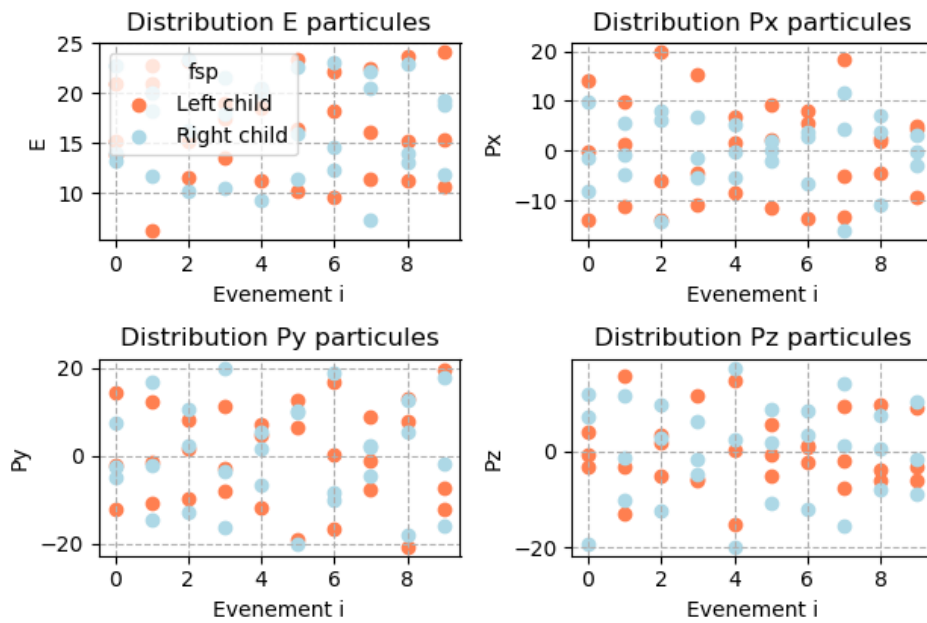 Distribution E particules
25
20
15
10
E
fsp
Left child
Right child
0 2 4 6 8
Evenement i
Distribution Px particules
20
10
0
−10
Px
0 2 4 6 8
Evenement i
Distribution Py particules
20
0
−20
Py
0 2 4 6 8
Evenement i
Distribution Pz particules
20
0
−20
Pz
0 2 4 6 8
Evenement i